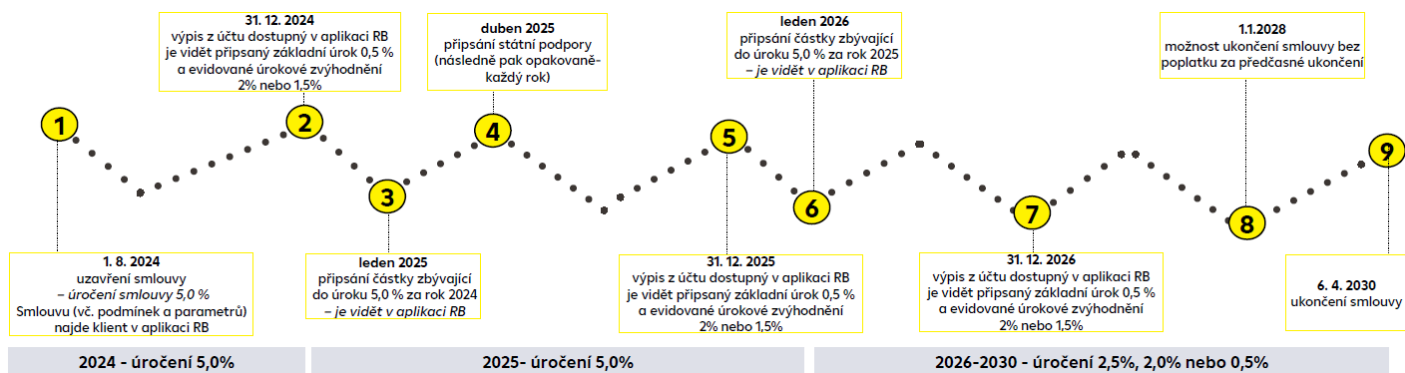 1
1. 8. 2024
uzavření smlouvy
– úročení smlouvy 5,0 %
Smlouvu (vč. podmínek a parametrů)
najde klient v aplikaci RB
2
31. 12. 2024
výpis z účtu dostupný v aplikaci RB
je vidět připsaný základní úrok 0,5 %
a evidované úrokové zvýhodnění
2% nebo 1,5%
3
leden 2025
připsání částky zbývající
do úroku 5,0 % za rok 2024
– je vidět v aplikaci RB
4
duben 2025
připsání státní podpory
(následně pak opakovaně-
každý rok)
5
31. 12. 2025
výpis z účtu dostupný v aplikaci RB
je vidět připsaný základní úrok 0,5 %
a evidované úrokové zvýhodnění
2% nebo 1,5%
6
leden 2026
připsání částky zbývající
do úroku 5,0 % za rok 2025
– je vidět v aplikaci RB
7
31. 12. 2026
výpis z účtu dostupný v aplikaci RB
je vidět připsaný základní úrok 0,5 %
a evidované úrokové zvýhodnění
2% nebo 1,5%
8
1.1.2028
možnost ukončení smlouvy bez
poplatku za předčasné ukončení
9
6. 4. 2030
ukončení smlouvy
2024 - úročení 5,0%
2025- úročení 5,0%
2026-2030 - úročení 2,5%, 2,0% nebo 0,5%